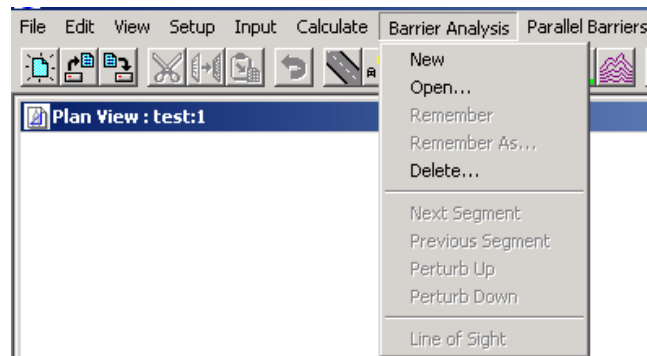 File Edit View Setup Input Calculate Barrier Analysis Parallel Barriers
New
Open...
Remember
Remember As...
Delete...
Plan View : test:1
Next Segment
Previous Segment
Perturb Up
Perturb Down
Line of Sight